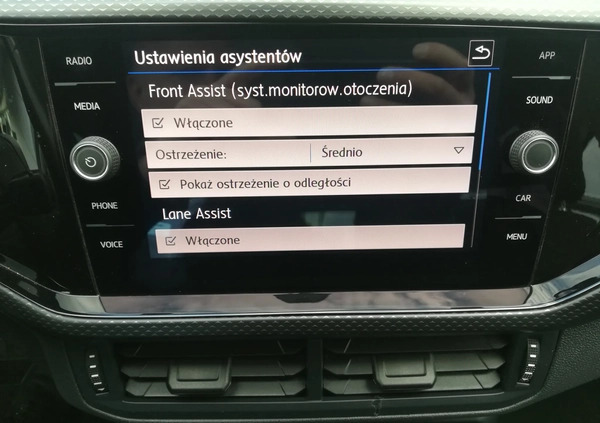 RADIO
MEDIA
PHONE
VOICE
Ustawienia asystentów
Front Assist (syst.monitorow.otoczenia)
Włączone
Ostrzeżenie: Średnio
Pokaż ostrzeżenie o odległości
Lane Assist
Włączone
APP
SOUND
CAR
MENU